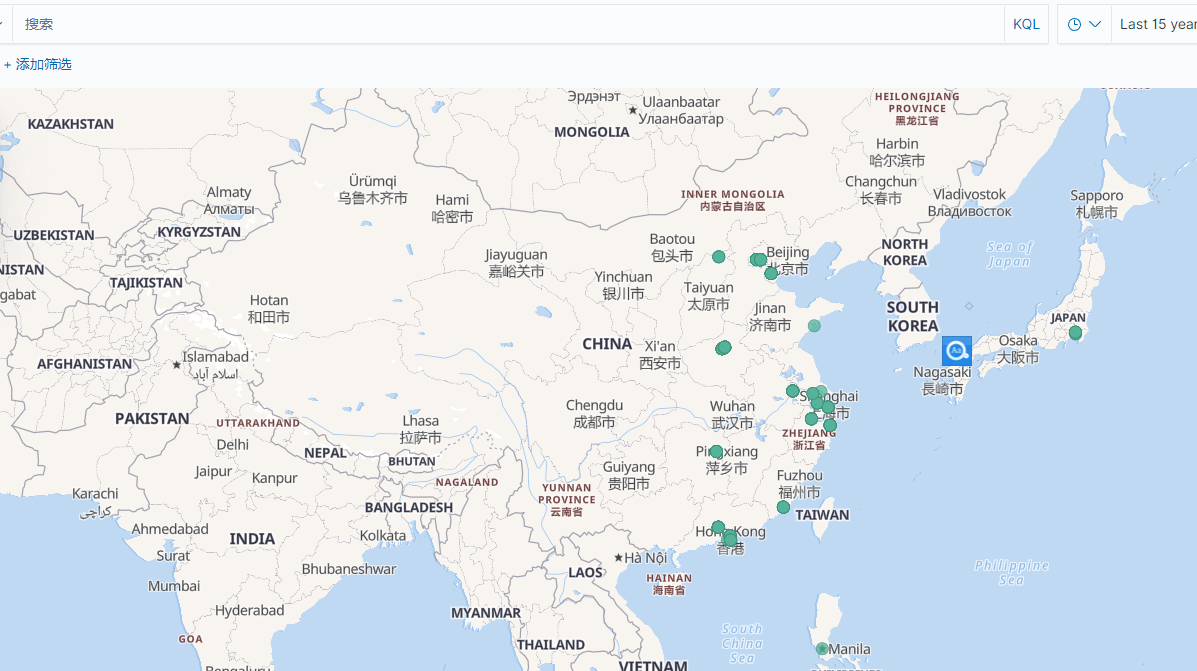 搜索
KQL
Last 15 year
+ 添加筛选
Эрдэнэт
Ulaanbaatar
Улаанбаатар
HEILONGJIANG
PROVINCE
黑龙江省
KAZAKHSTAN
MONGOLIA
Harbin
哈尔滨市
Ürümqi
乌鲁木齐市
Changchun
长春市
Almaty
Алматы
Hami
哈密市
INNER MONGOLIA
内蒙古自治区
Vladivostok
Владивосток
Sapporo
札幌市
UZBEKISTAN
KYRGYZSTAN
Baotou
包头市
Beijing
北京市
NORTH
KOREA
Sea of
Japan
Jiayuguan
嘉峪关市
NISTAN
TAJIKISTAN
Yinchuan
银川市
Taiyuan
太原市
gabat
Hotan
和田市
Jinan
济南市
SOUTH
KOREA
JAPAN
CHINA
Xi'an
西安市
Osaka
大阪市
Islamabad
اسلام آباد
AFGHANISTAN
Nagasaki
長崎市
Shanghai
上海市
Chengdu
成都市
Wuhan
武汉市
PAKISTAN
UTTARAKHAND
Lhasa
拉萨市
ZHEJIANG
浙江省
Delhi
NEPAL
BHUTAN
Pingxiang
萍乡市
Guiyang
贵阳市
Jaipur
Kanpur
NAGALAND
YUNNAN
PROVINCE
云南省
Fuzhou
福州市
Karachi
کراچی
BANGLADESH
TAIWAN
Ahmedabad
INDIA
Kolkata
Hong Kong
香港
Surat
Hà Nội
Bhubaneshwar
LAOS
HAINAN
海南省
Philippine
Sea
Mumbai
Hyderabad
MYANMAR
GOA
THAILAND
South
China
Sea
Manila
Bengaluru
VIETNAM